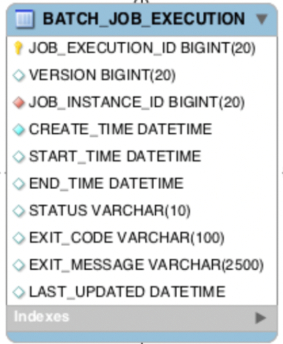 BATCH_JOB_EXECUTION
JOB_EXECUTION_ID BIGINT(20)
VERSION BIGINT(20)
JOB_INSTANCE_ID BIGINT(20)
CREATE_TIME DATETIME
START_TIME DATETIME
END_TIME DATETIME
STATUS VARCHAR(10)
EXIT_CODE VARCHAR(100)
EXIT_MESSAGE VARCHAR(2500)
LAST_UPDATED DATETIME
Indexes